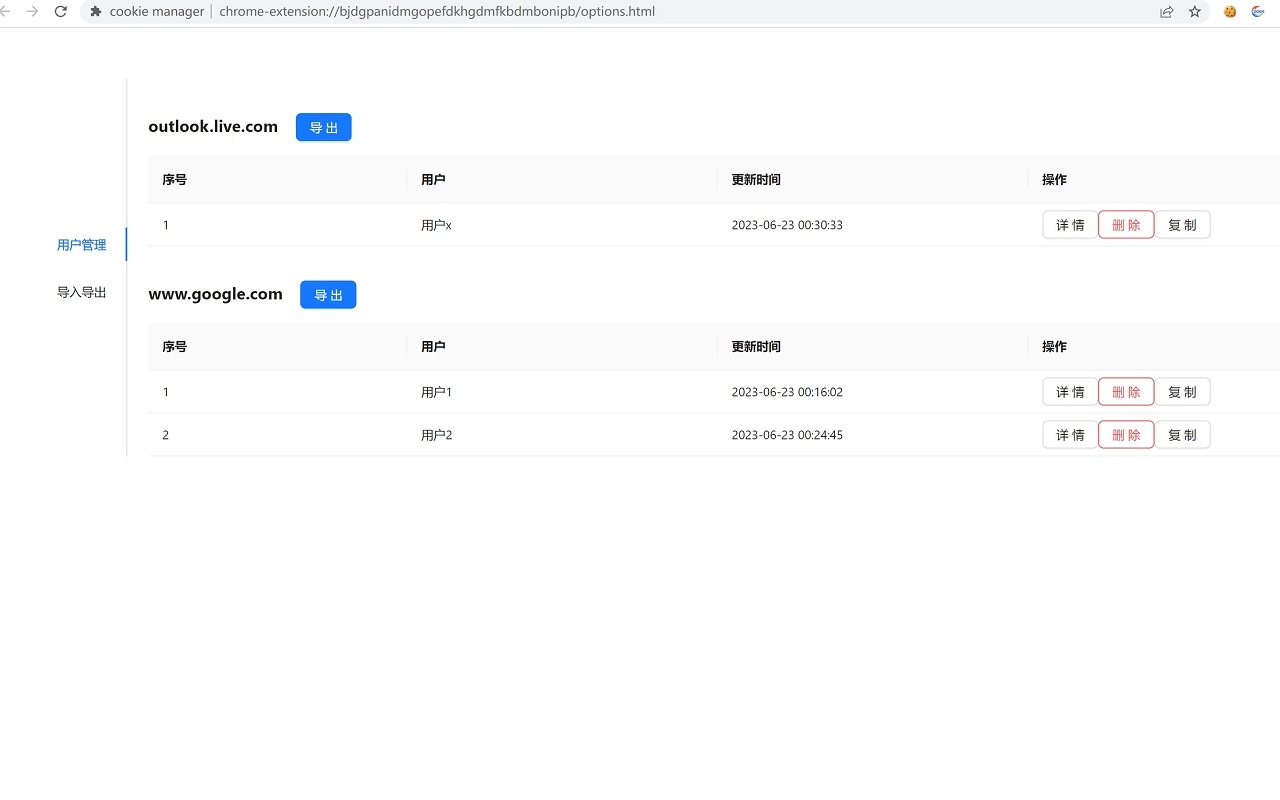 cookie manager | chrome-extension://bjdgpanidmgopefdkhgdmfkbdmbonipb/options.html
outlook.live.com 导出
序号 用户 更新时间 操作
1 用户x 2023-06-23 00:30:33 详情 删除 复制
用户管理
www.google.com 导出
导入导出
序号 用户 更新时间 操作
1 用户1 2023-06-23 00:16:02 详情 删除 复制
2 用户2 2023-06-23 00:24:45 详情 删除 复制